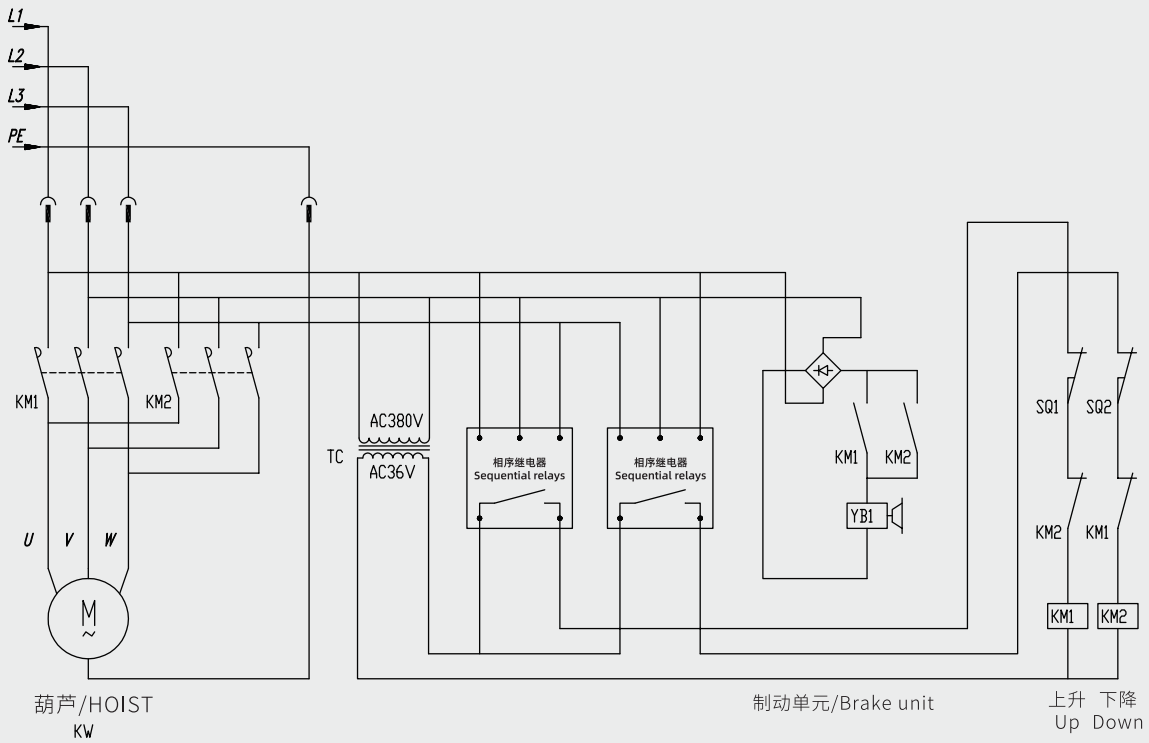 L1
L2
L3
PE
KM1
KM2
TC
AC380V
AC36V
相序继电器
Sequential relays
相序继电器
Sequential relays
KM1
KM2
YB1
SQ1
SQ2
KM2
KM1
KM1
KM2
U
V
W
M
~
葫芦/HOIST
KW
制动单元/Brake unit
上升 下降
Up Down